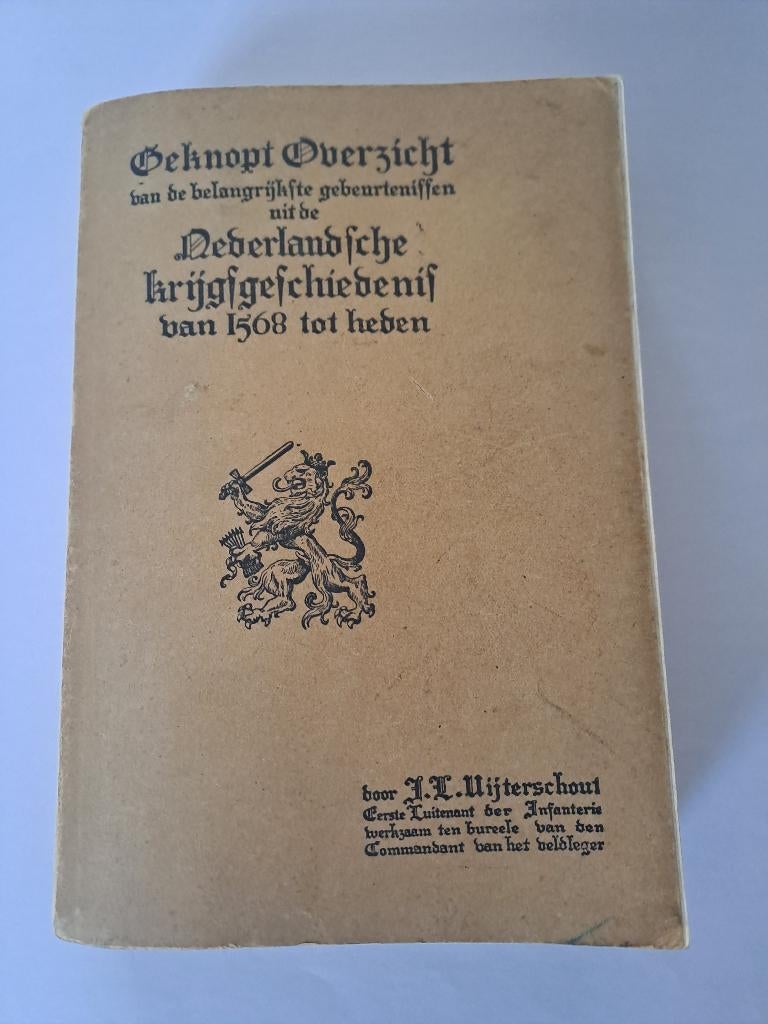 Beknopt Overzicht
van de belangrijkste gebeurtenissen
uit de
Nederlandsche
krijgsgeschiedenis
van 1568 tot heden
door I.L. Uijterschout
Eerste Luitenant der Infanterie
werkzaam ten bureele van den
Commandant van het veldleger